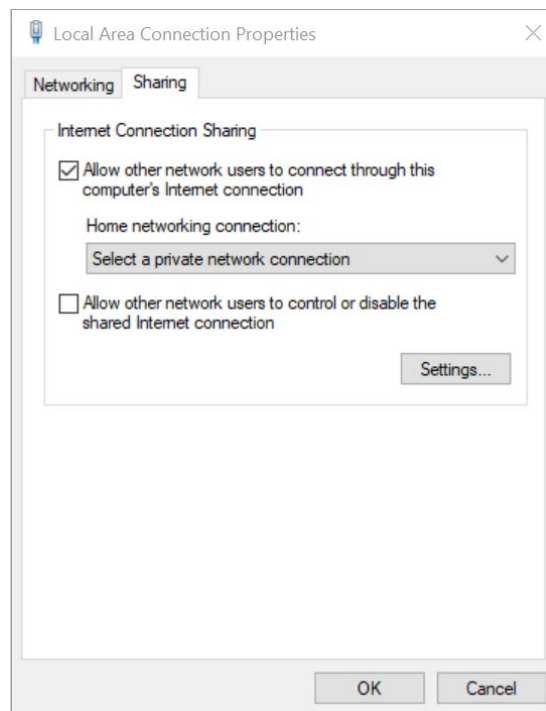 Local Area Connection Properties
Networking
Sharing
Internet Connection Sharing
Allow other network users to connect through this
computer's Internet connection
Home networking connection:
Select a private network connection
Allow other network users to control or disable the
shared Internet connection
Settings...
OK
Cancel